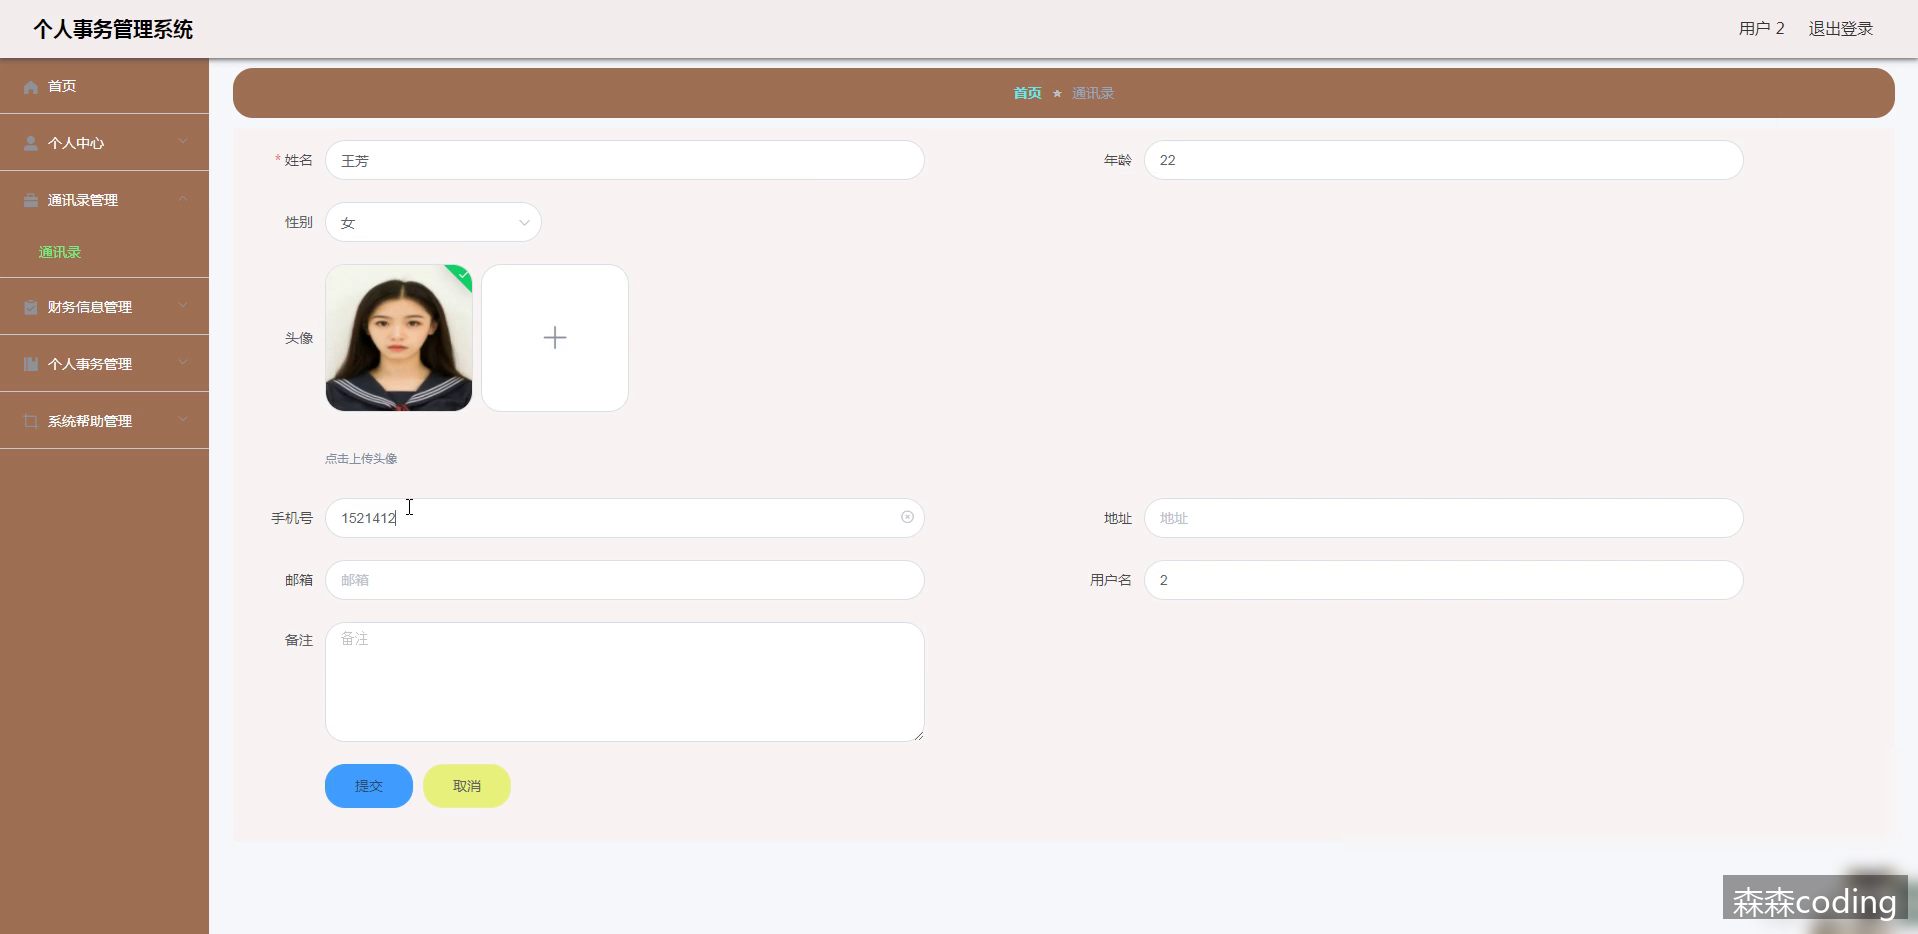 个人事务管理系统
用户 2 退出登录
首页
个人中心
通讯录管理
通讯录
财务信息管理
个人事务管理
系统帮助管理
首页 ★ 通讯录
* 姓名 王芳 年龄 22
性别 女
头像
点击上传头像
手机号 1521412 地址 地址
邮箱 邮箱 用户名 2
备注 备注
提交 取消
森森coding